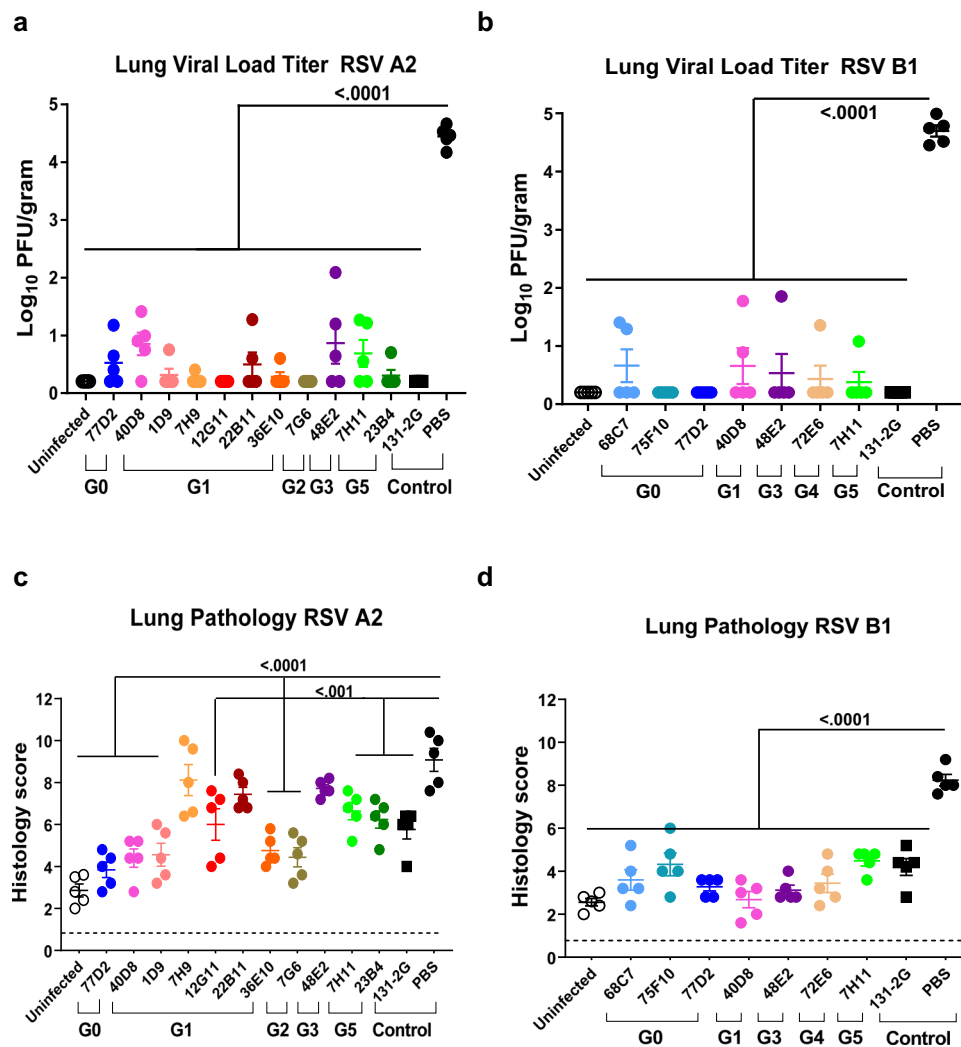 a
Lung Viral Load Titer RSV A2
<.0001
5
4
3
2
1
0
Log10 PFU/gram
Uninfected 77D2 40D8 1D9 7H9 12G11 22B11 36E10 7G6 48E2 7H11 23B4 131-2G PBS
G0 G1 G2 G3 G5 Control
b
Lung Viral Load Titer RSV B1
<.0001
5
4
3
2
1
0
Log10 PFU/gram
Uninfected 68C7 75F10 77D2 40D8 48E2 72E6 7H11 131-2G PBS
G0 G1 G3 G4 G5 Control
c
Lung Pathology RSV A2
<.0001
<.001
12
10
8
6
4
2
0
Histology score
Uninfected 77D2 40D8 1D9 7H9 12G11 22B11 36E10 7G6 48E2 7H11 23B4 131-2G PBS
G0 G1 G2 G3 G5 Control
d
Lung Pathology RSV B1
<.0001
12
10
8
6
4
2
0
Histology score
Uninfected 68C7 75F10 77D2 40D8 48E2 72E6 7H11 131-2G PBS
G0 G1 G3 G4 G5 Control